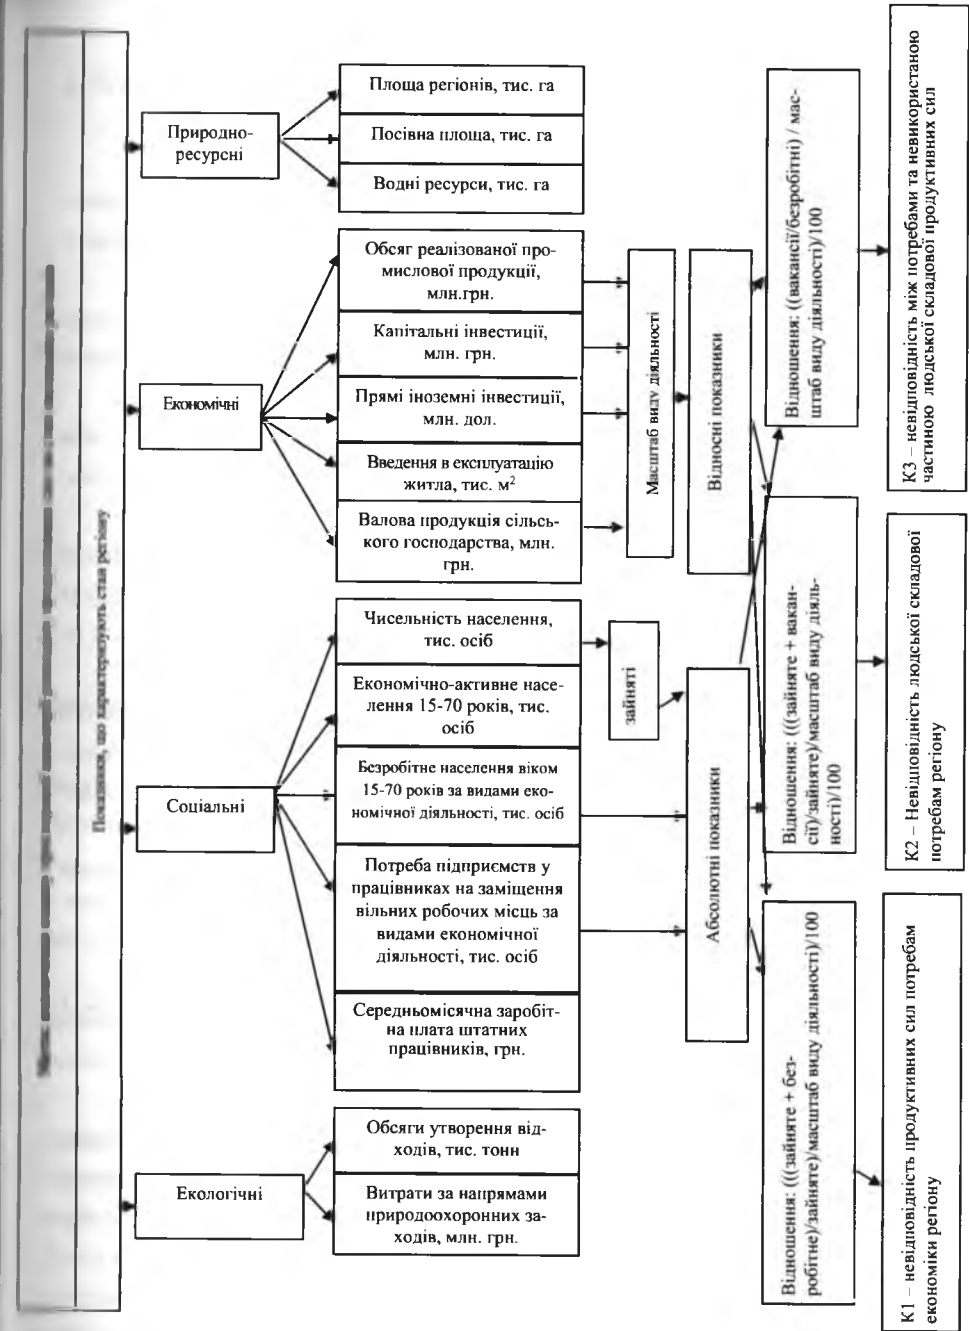 Показники, що характеризують стан регіону
Природно-
ресурсні
Площа регіонів, тис. га
Посівна площа, тис. га
Водні ресурси, тис. га
Економічні
Обсяг реалізованої про-
мислової продукції,
млн.грн.
Капітальні інвестиції,
млн. грн.
Прямі іноземні інвестиції,
млн. дол.
Введення в експлуатацію
житла, тис. м²
Валова продукція сільсь-
кого господарства, млн.
грн.
Соціальні
Чисельність населення,
тис. осіб
Економічно-активне насе-
лення 15-70 років, тис.
осіб
Безробітне населення віком
15-70 років за видами еко-
номічної діяльності, тис. осіб
Потреба підприємств у
працівниках на заміщення
вільних робочих місць за
видами економічної
діяльності, тис. осіб
Середньомісячна заробіт-
на плата штатних
працівників, грн.
Екологічні
Обсяги утворення від-
ходів, тис. тонн
Витрати за напрямами
природоохоронних за-
ходів, млн. грн.
Масштаб виду діяльності
зайняті
Відносні показники
Абсолютні показники
Відношення: ((вакансії/безробітні) / мас-
штаб виду діяльності)/100
Відношення: (((зайняте + вакан-
сії)/зайняте)/масштаб виду діяль-
ності)/100
Відношення: (((зайняте + без-
робітне)/зайняте)/масштаб виду діяльності)/100
К3 – невідповідність між потребами та невикористаною
частиною людської складової продуктивних сил
К2 – Невідповідність людської складової
потребам регіону
К1 – невідповідність продуктивних сил потребам
економіки регіону